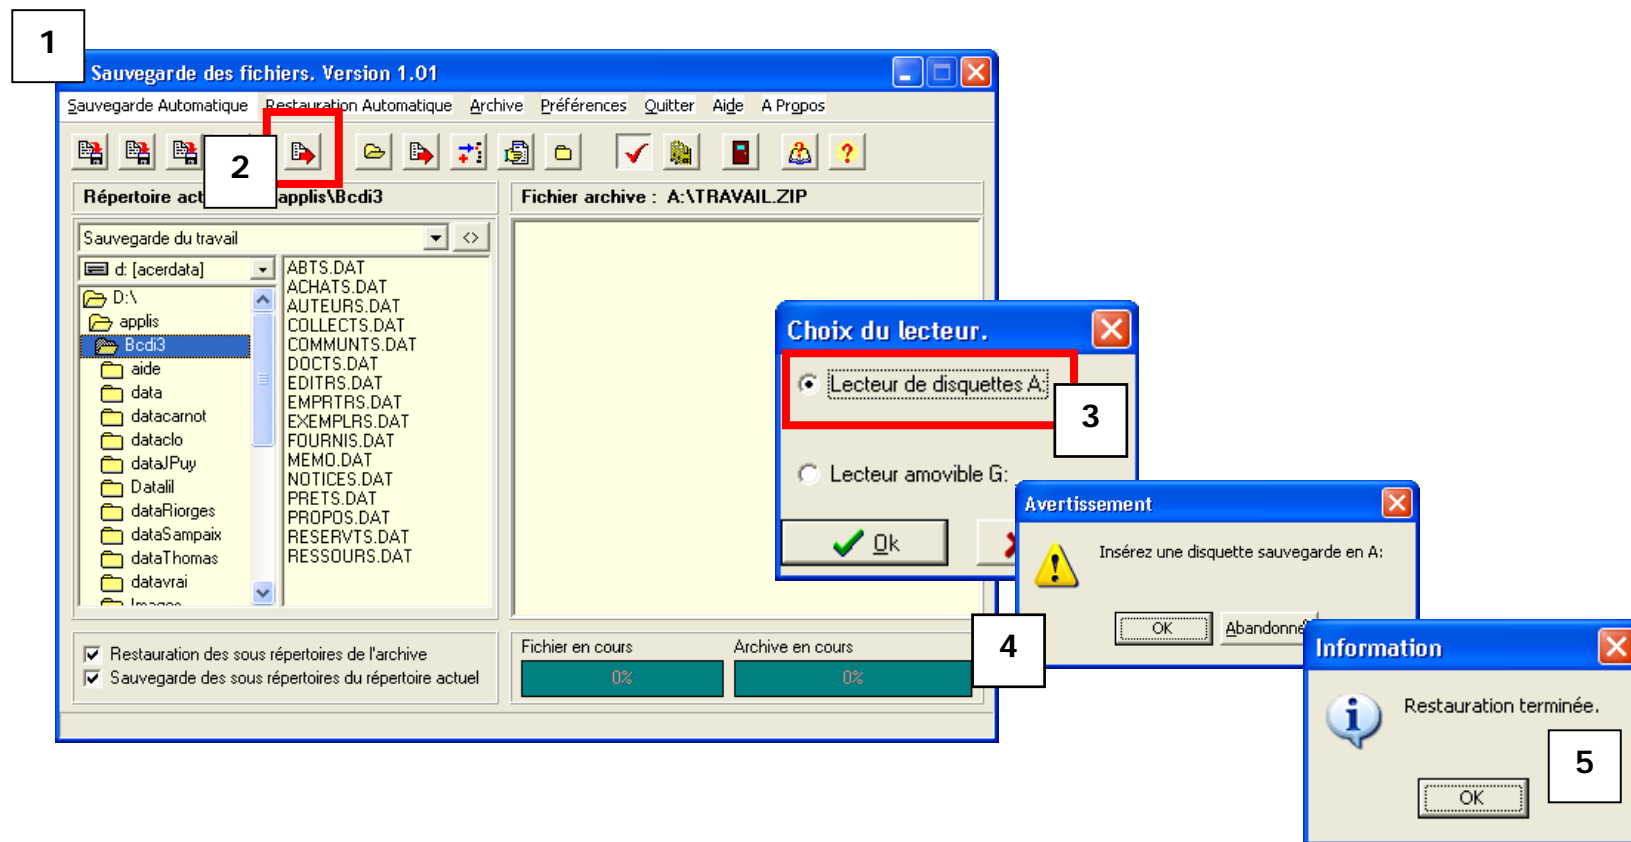 1
Sauvegarde des fichiers. Version 1.01
Sauvegarde Automatique Restauration Automatique Archive Préférences Quitter Aide A Propos
2
Répertoire applis\Bcdi3
Fichier archive : A:\TRAVAIL.ZIP
Sauvegarde du travail
<>
d: [acerdata]
D:\
applis
Bcdi3
aide
data
datacarnot
dataclo
dataJPuy
Datalil
dataRiorges
dataSampaix
dataThomas
datavrai
Images
ABTS.DAT
ACHATS.DAT
AUTEURS.DAT
COLLECTS.DAT
COMMUNTS.DAT
DOCTS.DAT
EDITRS.DAT
EMPRTRS.DAT
EXEMPLRS.DAT
FOURNIS.DAT
MEMO.DAT
NOTICES.DAT
PRETS.DAT
PROPOS.DAT
RESERVTS.DAT
RESSOURS.DAT
Restauration des sous répertoires de l'archive
Sauvegarde des sous répertoires du répertoire actuel
Fichier en cours
Archive en cours
0%
0%
Choix du lecteur.
Lecteur de disquettes A:
3
Lecteur amovible G:
Ok
Avertissement
Insérez une disquette sauvegarde en A:
OK
4
Information
Restauration terminée.
5
OK